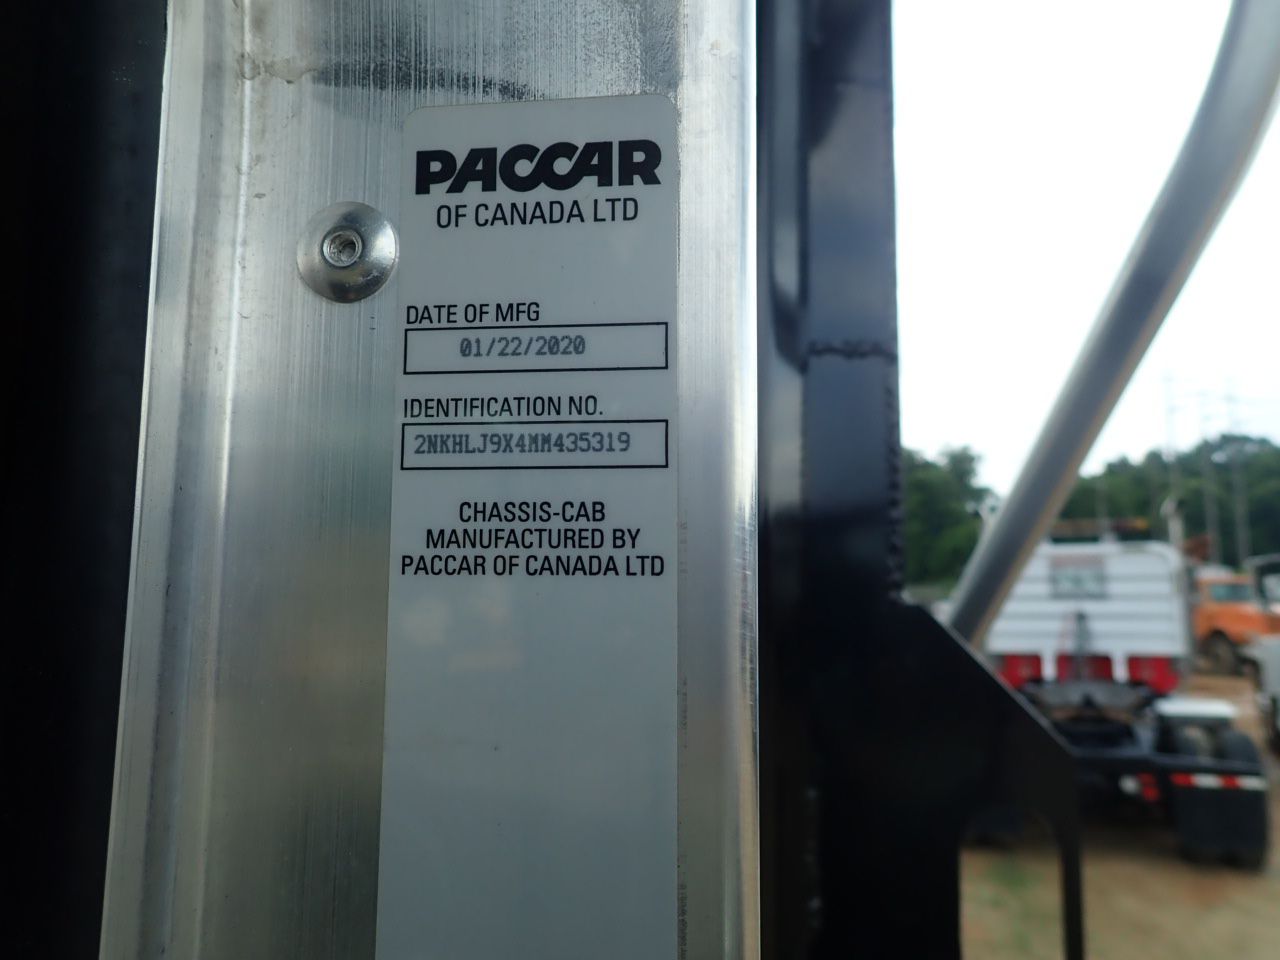 PACCAR
OF CANADA LTD
DATE OF MFG
01/22/2020
IDENTIFICATION NO.
2NKHLJ9X4MM435319
CHASSIS-CAB
MANUFACTURED BY
PACCAR OF CANADA LTD